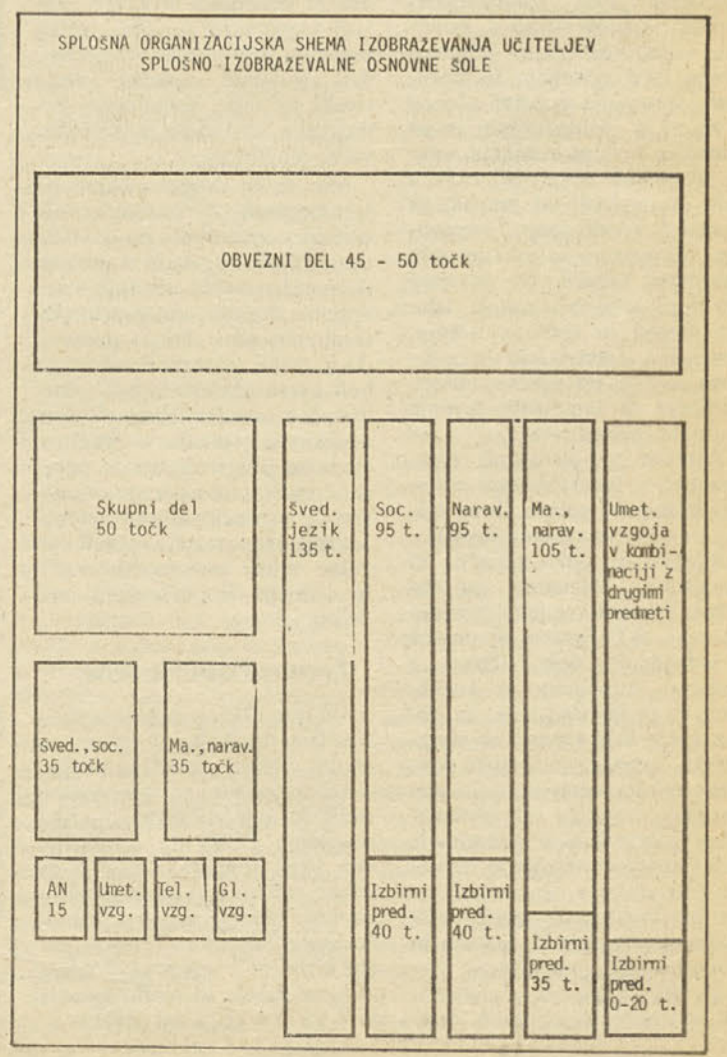 SPLOŠNA ORGANIZACIJSKA SHEMA IZOBRAŽEVANJA UČITELJEV
SPLOŠNO IZOBRAŽEVALNE OSNOVNE ŠOLE
OBVEZNI DEL 45 - 50 točk
Skupni del
50 točk
Šved.
jezik
135 t.
Soc.
95 t.
Narav.
95 t.
Ma.,
narav.
105 t.
Umet.
vzgoja
v kombi-
naciji z
drugimi
predmeti
Šved.,soc.
35 točk
Ma.,narav.
35 točk
AN
15
Umet.
vzg.
Tel.
vzg.
Gl.
vzg.
Izbirni
pred.
40 t.
Izbirni
pred.
40 t.
Izbirni
pred.
35 t.
Izbirni
pred.
0-20 t.